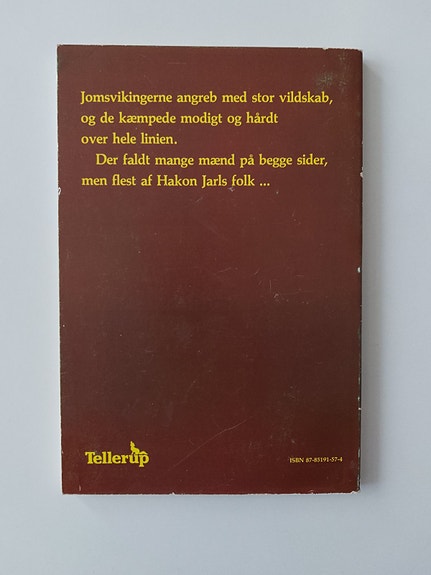 Jomsvikingerne angreb med stor vildskab,
og de kæmpede modigt og hårdt
over hele linien.
Der faldt mange mænd på begge sider,
men flest af Hakon Jarls folk ...
Tellerup
ISBN 87-85191-57-4